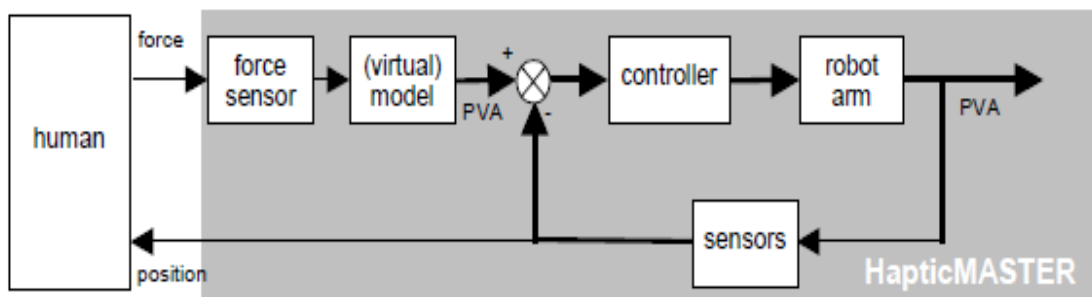 force
force
sensor
(virtual)
model
+
PVA
-
controller
robot
arm
PVA
human
sensors
position
HapticMASTER